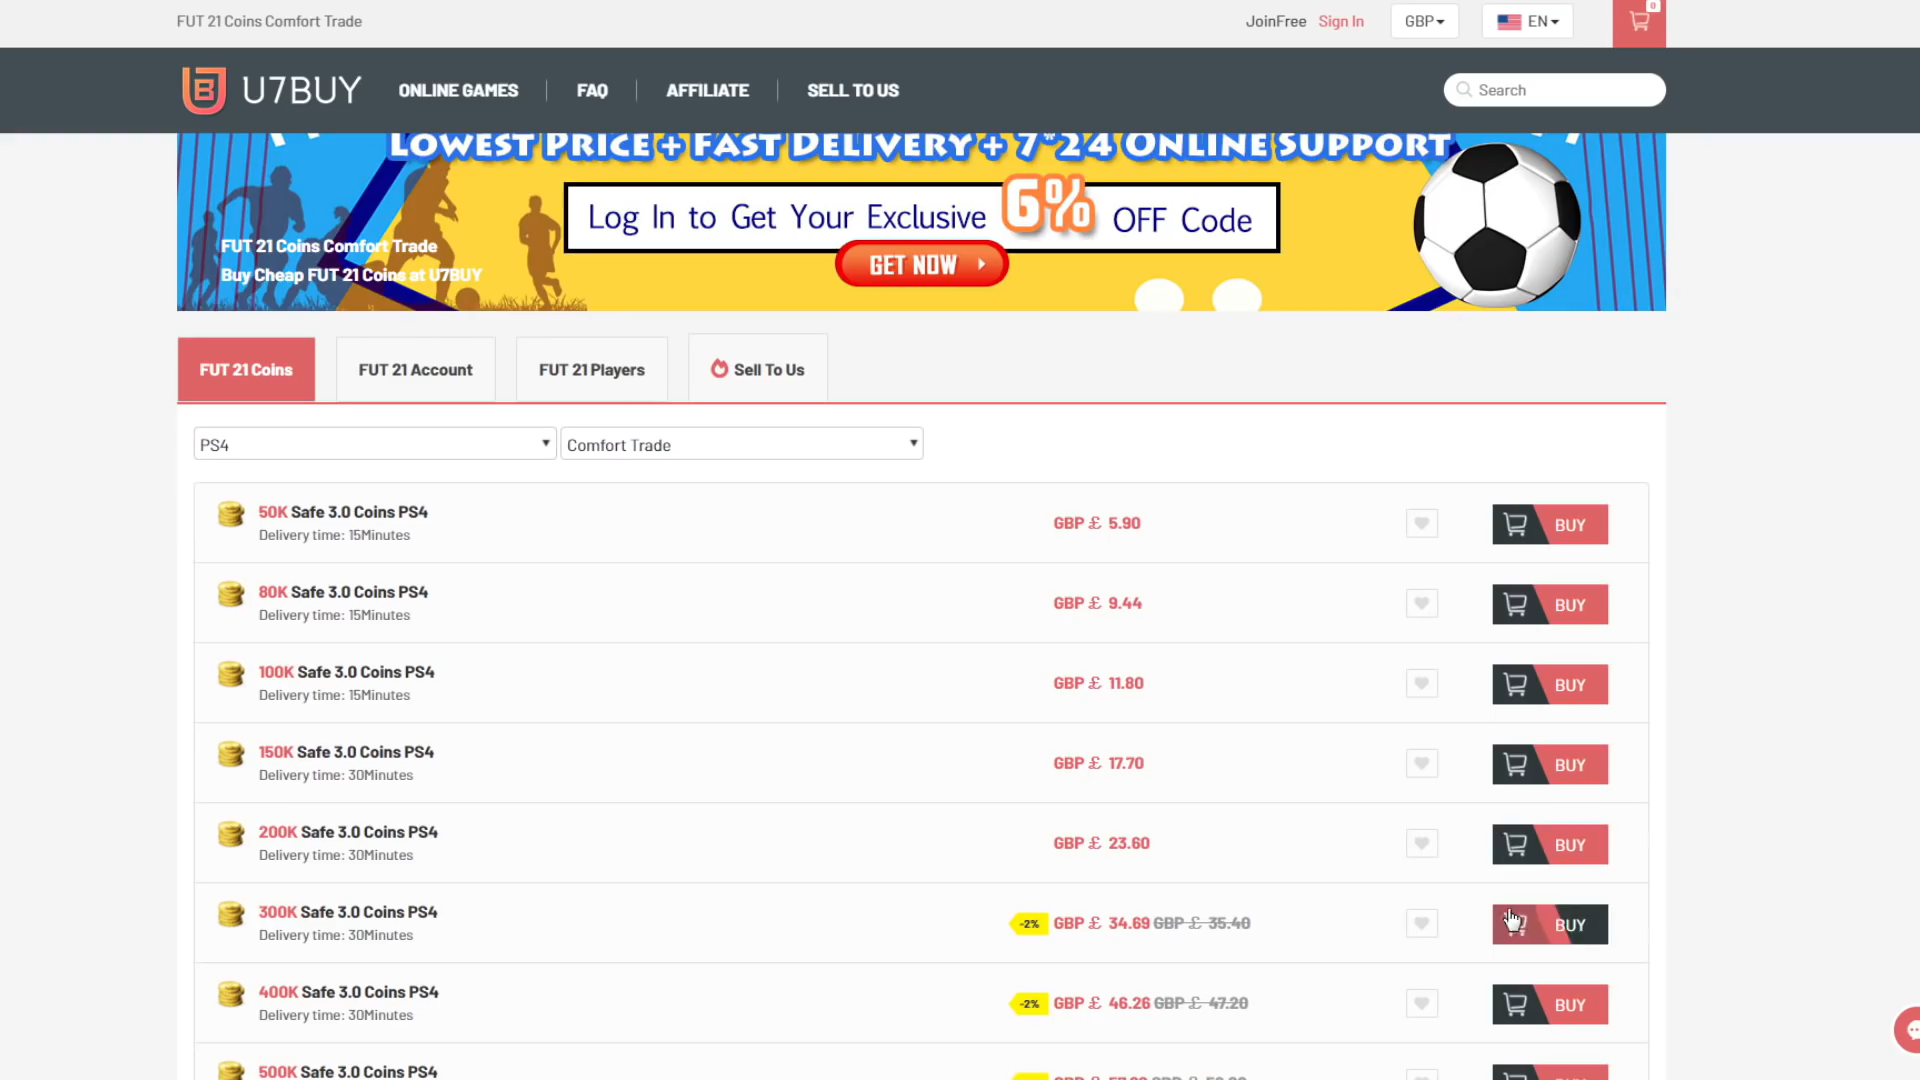 FUT 21 Coins Comfort Trade
JoinFree Sign In GBP EN 0
U7BUY ONLINE GAMES FAQ AFFILIATE SELL TO US Search
LOWEST PRICE + FAST DELIVERY + 7*24 ONLINE SUPPORT
Log In to Get Your Exclusive 6% OFF Code
GET NOW
FUT 21 Coins Comfort Trade
Buy Cheap FUT 21 Coins at U7BUY
FUT 21 Coins FUT 21 Account FUT 21 Players Sell To Us
PS4 Comfort Trade
50K Safe 3.0 Coins PS4
Delivery time: 15Minutes
GBP £ 5.90 BUY
80K Safe 3.0 Coins PS4
Delivery time: 15Minutes
GBP £ 9.44 BUY
100K Safe 3.0 Coins PS4
Delivery time: 15Minutes
GBP £ 11.80 BUY
150K Safe 3.0 Coins PS4
Delivery time: 30Minutes
GBP £ 17.70 BUY
200K Safe 3.0 Coins PS4
Delivery time: 30Minutes
GBP £ 23.60 BUY
300K Safe 3.0 Coins PS4
Delivery time: 30Minutes
-2% GBP £ 34.69 GBP £ 35.40 BUY
400K Safe 3.0 Coins PS4
Delivery time: 30Minutes
-2% GBP £ 46.26 GBP £ 47.20 BUY
500K Safe 3.0 Coins PS4